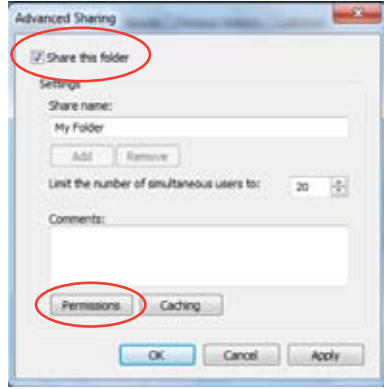 Advanced Sharing
Share this folder
Settings
Share name:
My Folder
Add Remove
Limit the number of simultaneous users to: 20
Comments:
Permissions Caching
OK Cancel Apply